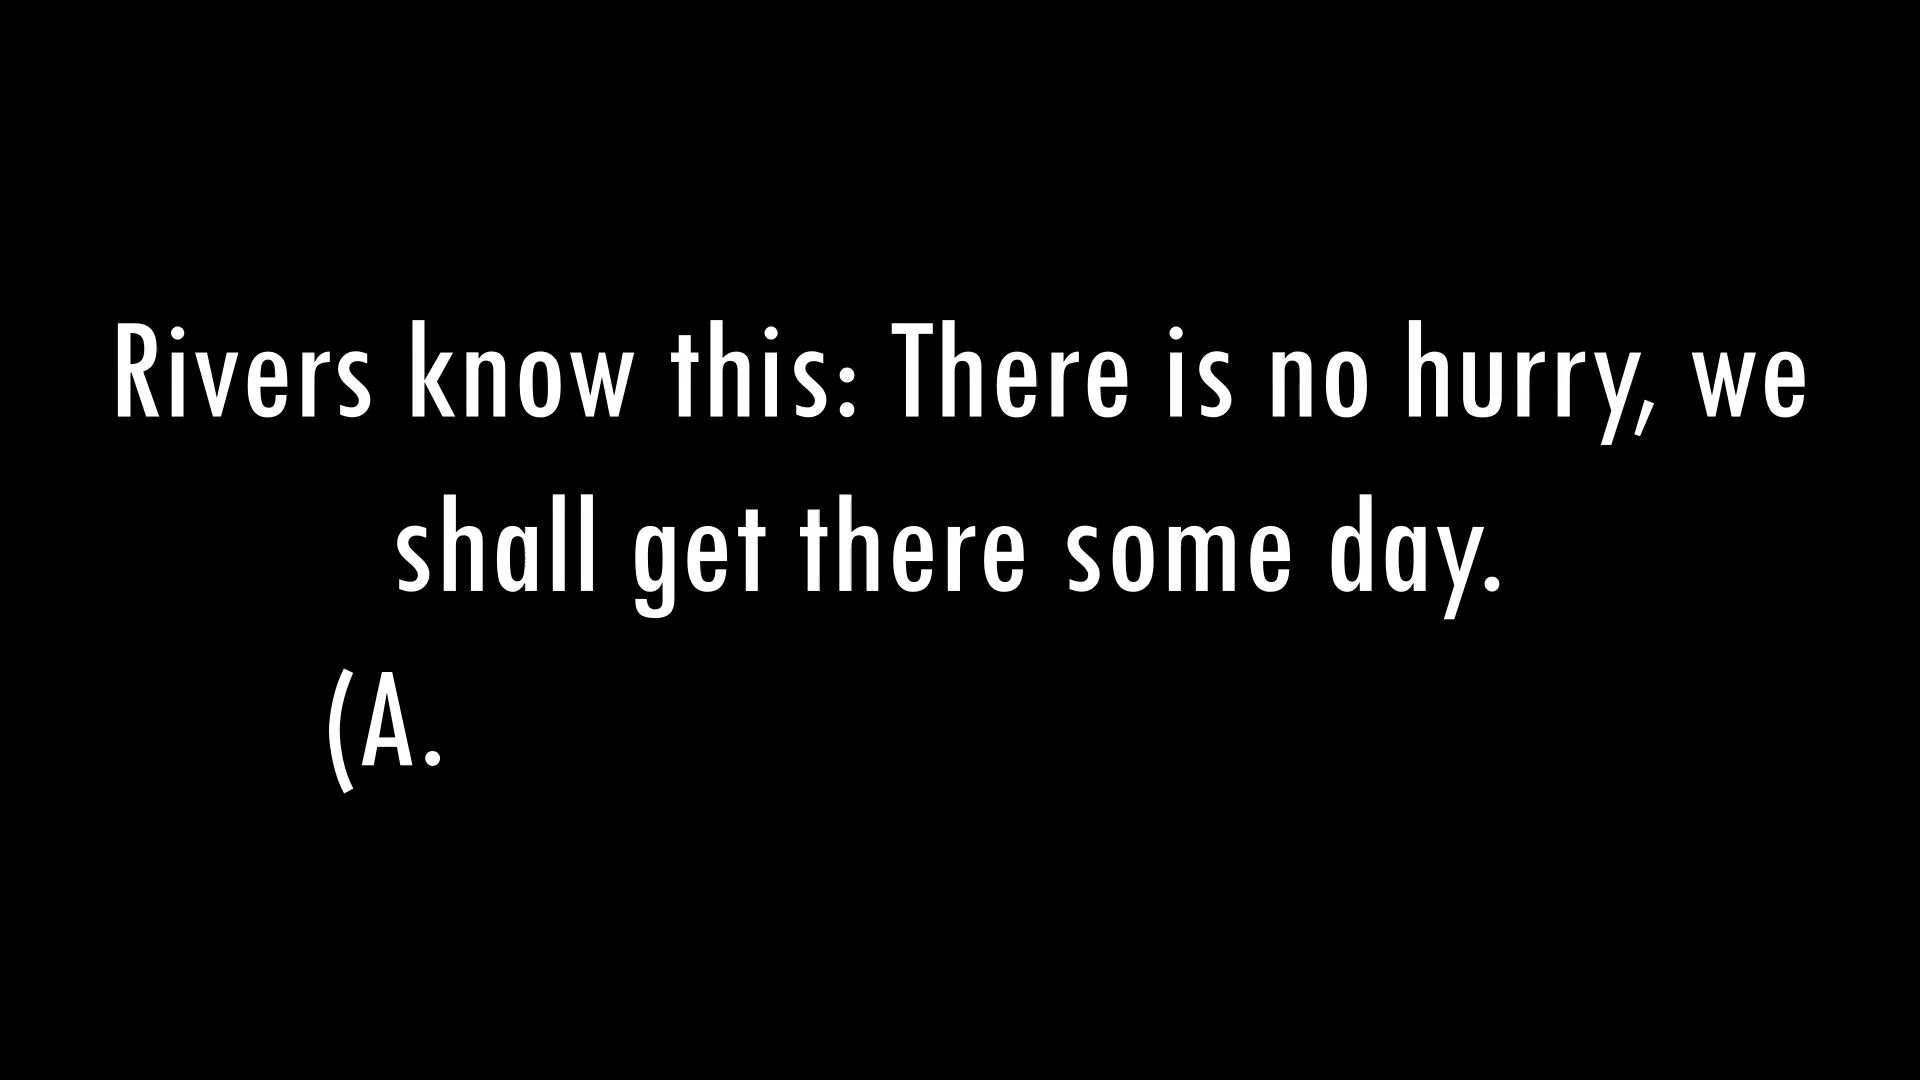 Rivers know this: There is no hurry, we
shall get there some day.
(A.